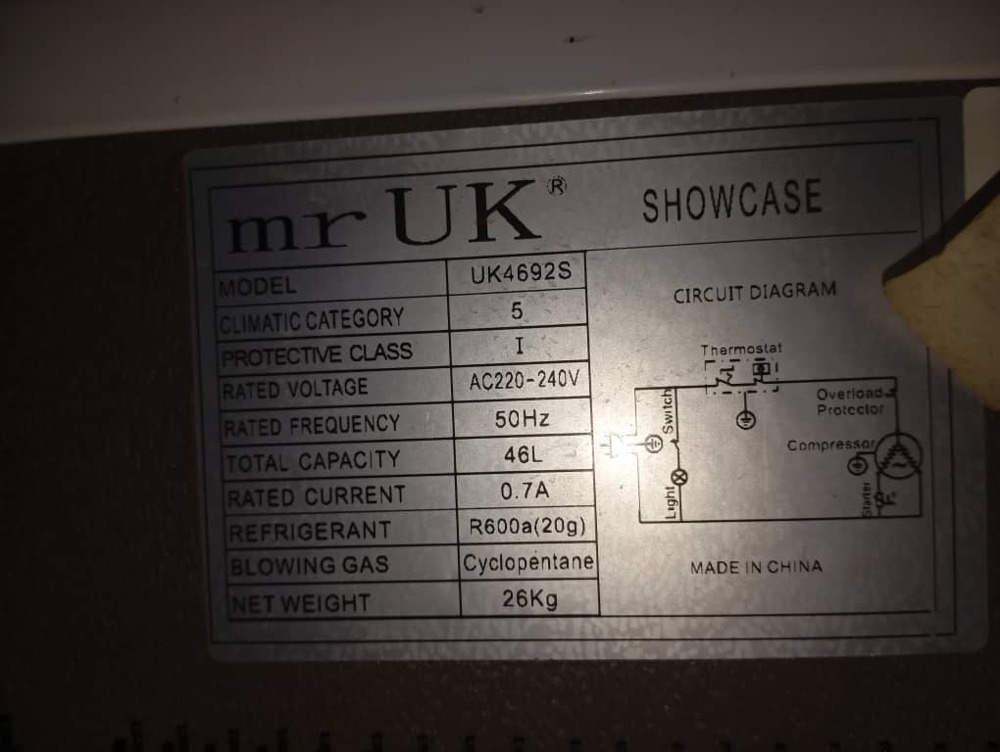 mr UK® SHOWCASE
MODEL UK4692S
CLIMATIC CATEGORY 5
PROTECTIVE CLASS I
RATED VOLTAGE AC220-240V
RATED FREQUENCY 50Hz
TOTAL CAPACITY 46L
RATED CURRENT 0.7A
REFRIGERANT R600a(20g)
BLOWING GAS Cyclopentane
NET WEIGHT 26Kg
CIRCUIT DIAGRAM
Thermostat
Switch
Light
Overload
Protector
Compressor
Starter
MADE IN CHINA